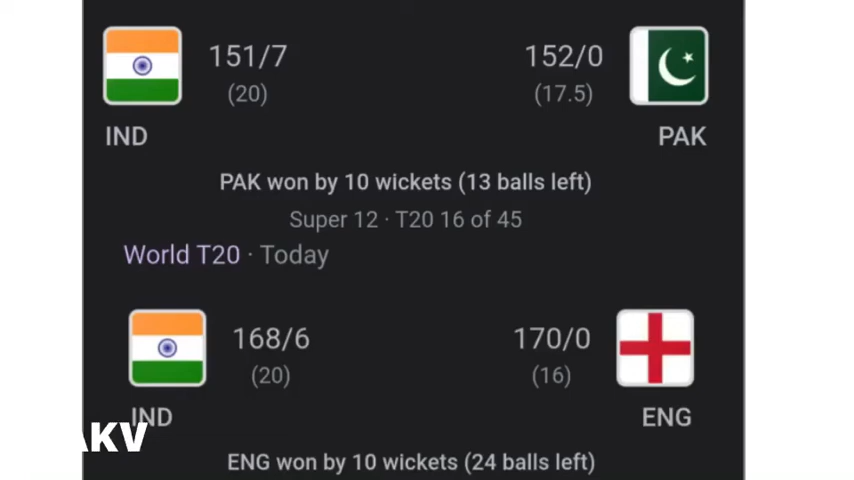 151/7 152/0
(20) (17.5)
IND PAK
PAK won by 10 wickets (13 balls left)
Super 12 · T20 16 of 45
World T20 · Today
168/6 170/0
(20) (16)
IND ENG
AKV
ENG won by 10 wickets (24 balls left)